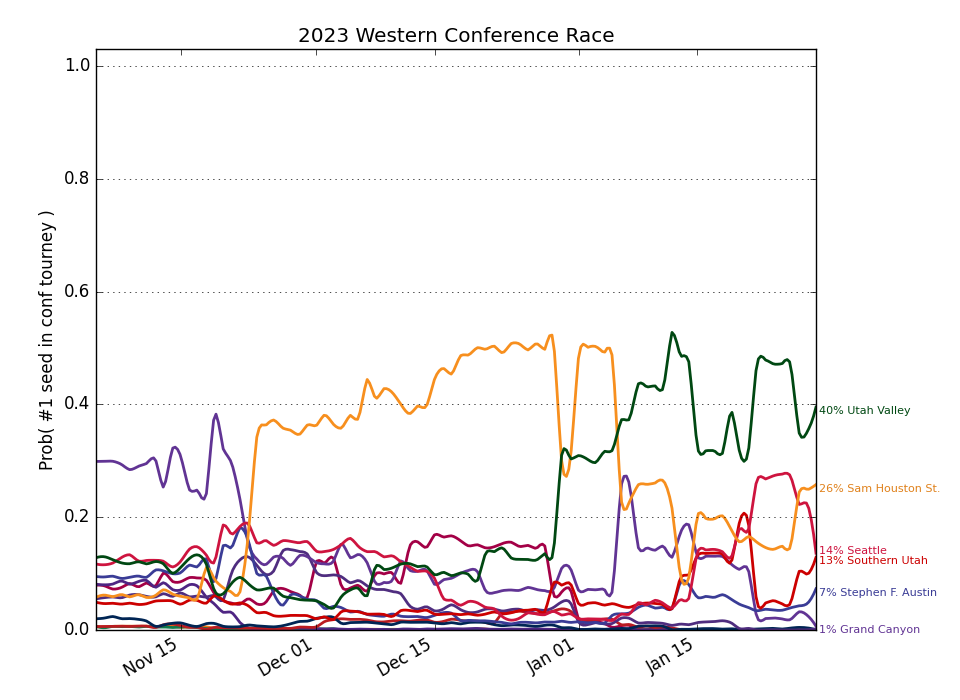 2023 Western Conference Race
Prob( #1 seed in conf tourney )
1.0
0.8
0.6
0.4
0.2
0.0
Nov 15
Dec 01
Dec 15
Jan 01
Jan 15
40% Utah Valley
26% Sam Houston St.
14% Seattle
13% Southern Utah
7% Stephen F. Austin
1% Grand Canyon